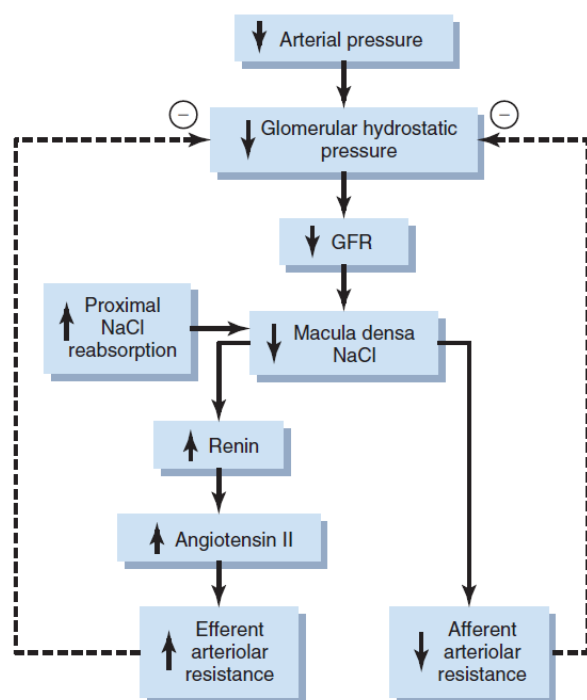 Arterial pressure
−
−
Glomerular hydrostatic
pressure
GFR
Proximal
NaCl
reabsorption
Macula densa
NaCl
Renin
Angiotensin II
Efferent
arteriolar
resistance
Afferent
arteriolar
resistance